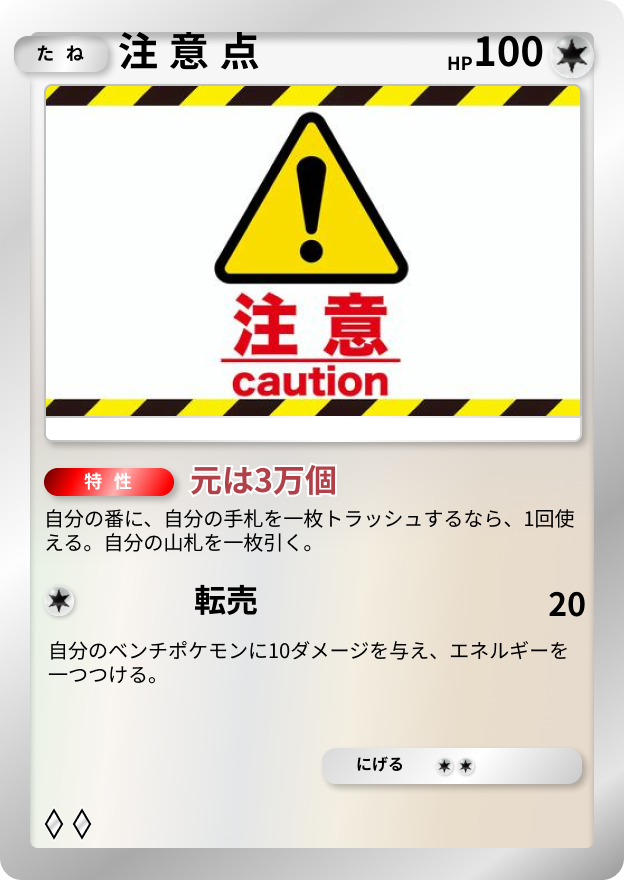 たね 注意点 HP100
注意
caution
特性 元は3万個
自分の番に、自分の手札を一枚トラッシュするなら、1回使
える。自分の山札を一枚引く。
転売 20
自分のベンチポケモンに10ダメージを与え、エネルギーを
一つつける。
にげる